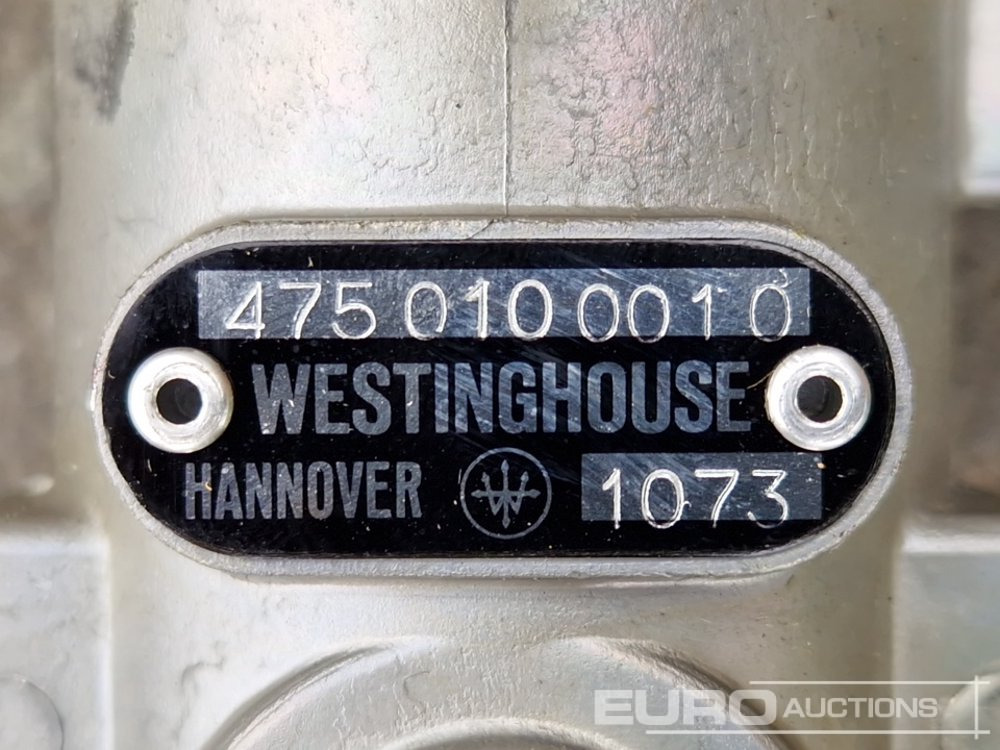 475 010 001 0
WESTINGHOUSE
HANNOVER W 1073
EURO AUCTIONS